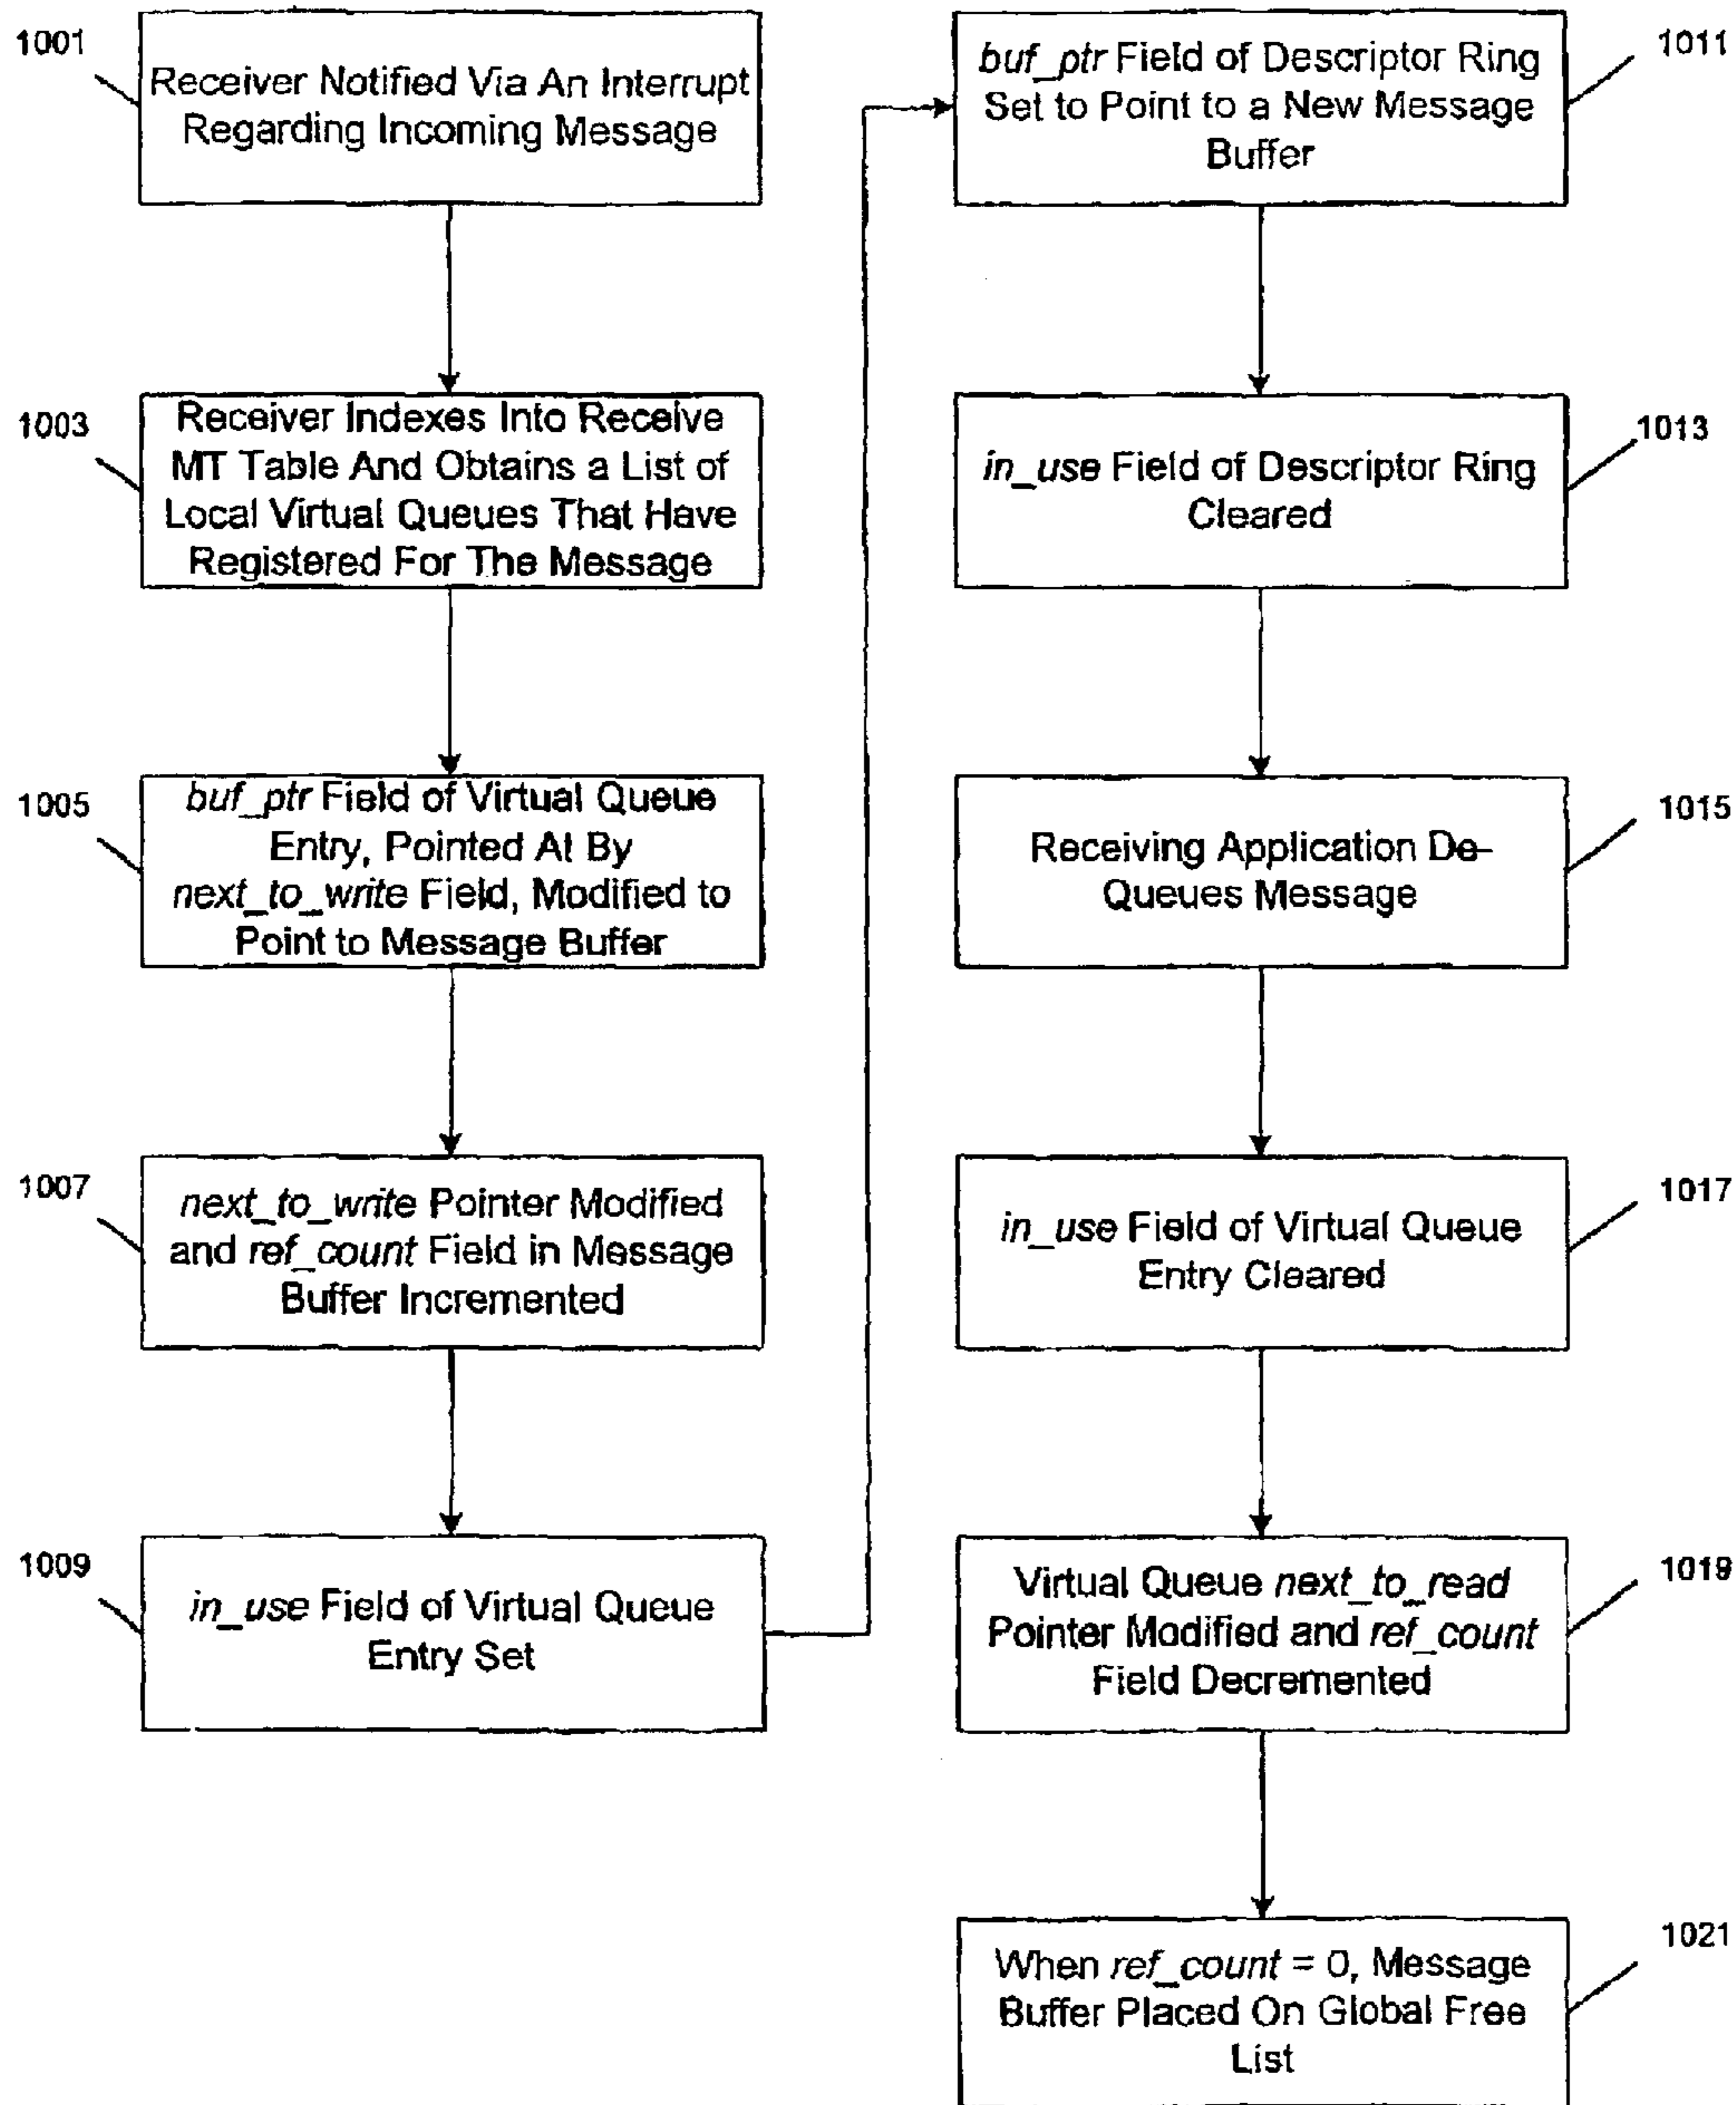 1001
Receiver Notified Via An Interrupt
Regarding Incoming Message
1003
Receiver Indexes Into Receive
MT Table And Obtains a List of
Local Virtual Queues That Have
Registered For The Message
1005
buf_ptr Field of Virtual Queue
Entry, Pointed At By
next_to_write Field, Modified to
Point to Message Buffer
1007
next_to_write Pointer Modified
and ref_count Field in Message
Buffer Incremented
1009
in_use Field of Virtual Queue
Entry Set
1011
buf_ptr Field of Descriptor Ring
Set to Point to a New Message
Buffer
1013
in_use Field of Descriptor Ring
Cleared
1015
Receiving Application De-
Queues Message
1017
in_use Field of Virtual Queue
Entry Cleared
1019
Virtual Queue next_to_read
Pointer Modified and ref_count
Field Decremented
1021
When ref_count = 0, Message
Buffer Placed On Global Free
List